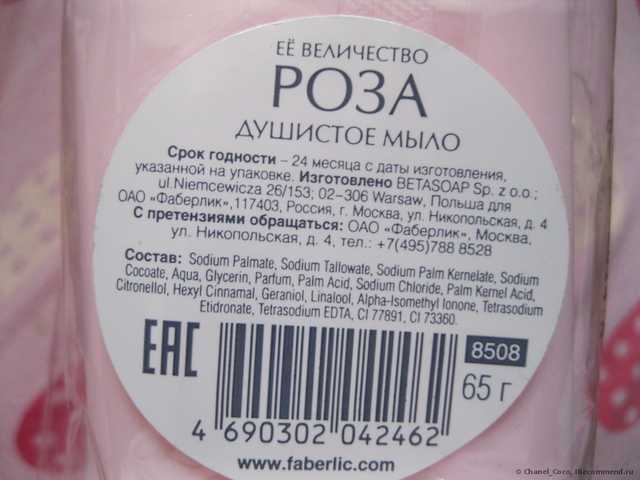 ЕЁ ВЕЛИЧЕСТВО
РОЗА
ДУШИСТОЕ МЫЛО
Срок годности – 24 месяца с даты изготовления,
указанной на упаковке. Изготовлено BETASOAP Sp. z o.o.;
ul.Niemcewicza 26/153; 02-306 Warsaw, Польша для
ОАО «Фаберлик»,117403, Россия, г. Москва, ул. Никопольская, д. 4
С претензиями обращаться: ОАО «Фаберлик», Москва,
ул. Никопольская, д. 4, тел.: +7(495)788 8528
Состав: Sodium Palmate, Sodium Tallowate, Sodium Palm Kernelate, Sodium
Cocoate, Aqua, Glycerin, Parfum, Palm Acid, Sodium Chloride, Palm Kernel Acid,
Citronellol, Hexyl Cinnamal, Geraniol, Linalool, Alpha-Isomethyl Ionone, Tetrasodium
Etidronate, Tetrasodium EDTA, CI 77891, CI 73360.
EAC
8508
65 г
4 690302 042462
www.faberlic.com
© Chanel_Coco, IRecommend.ru